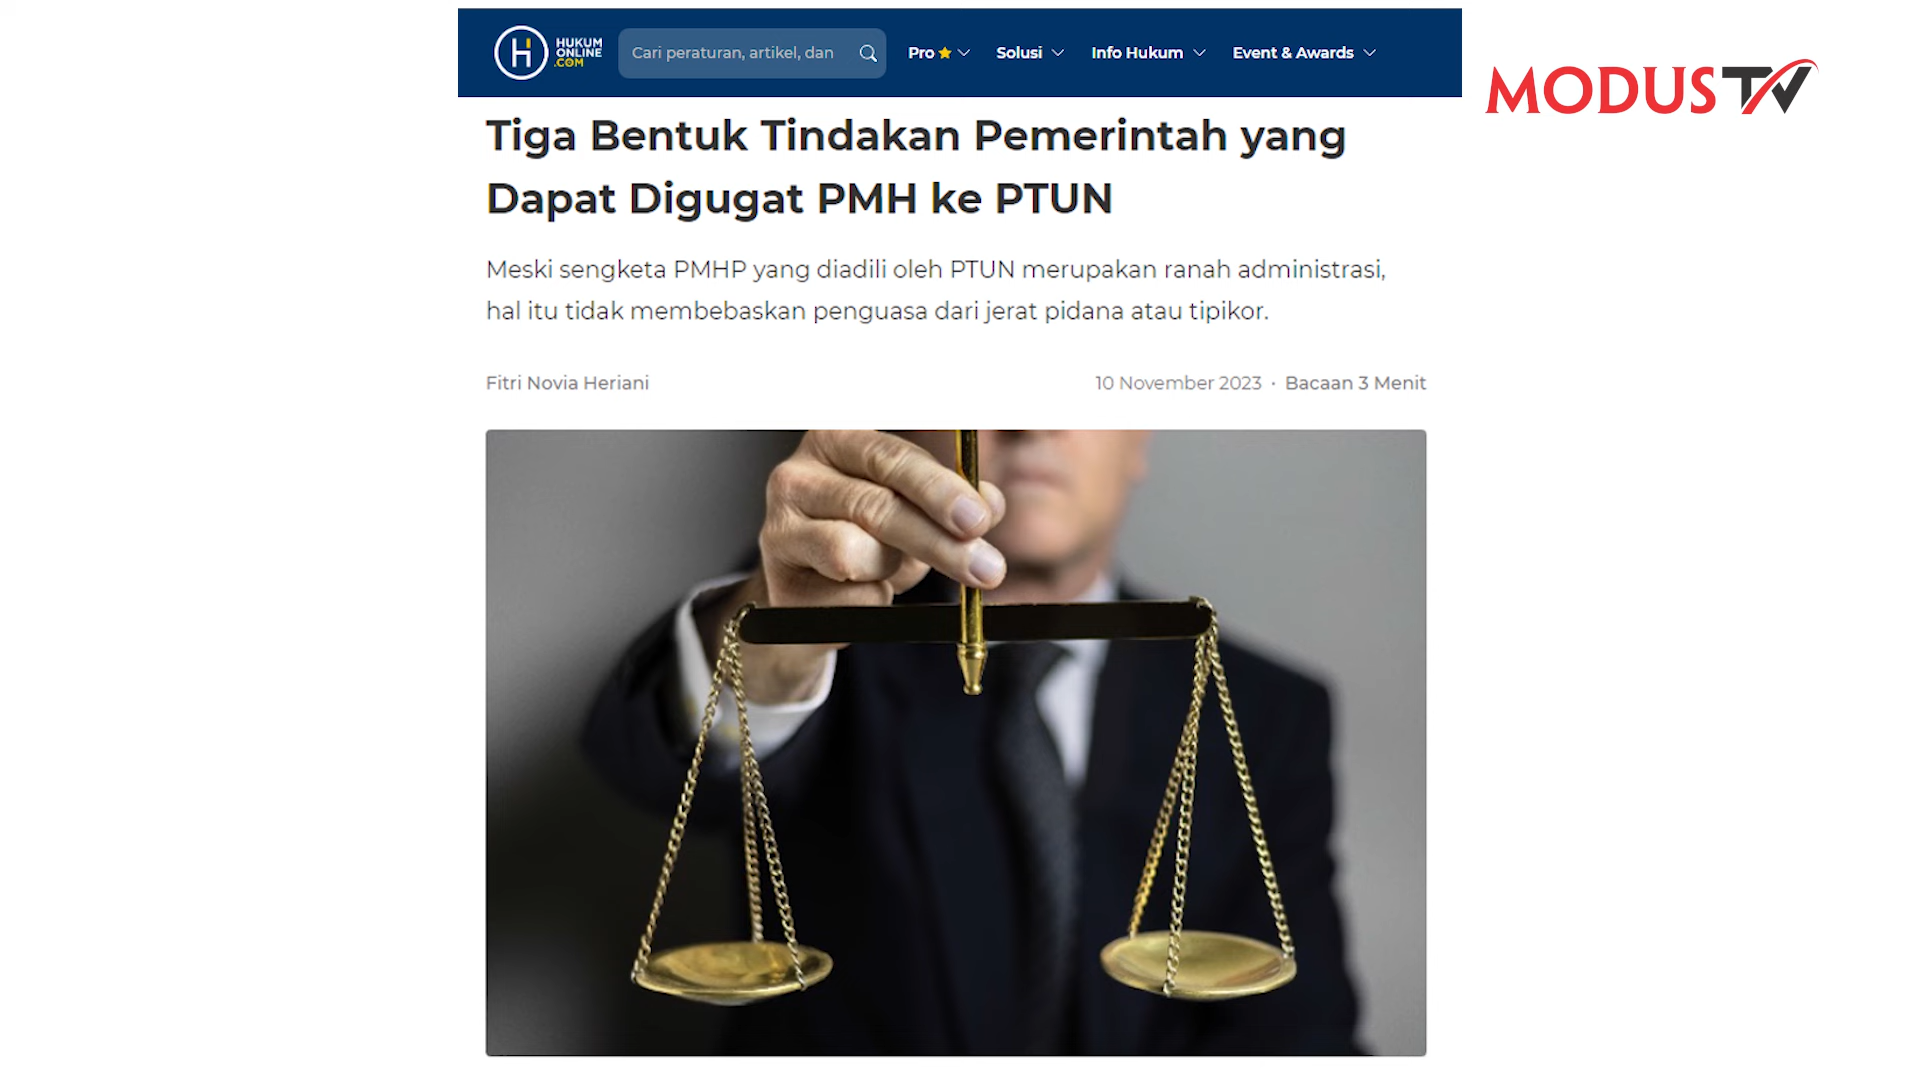 HUKUM
ONLINE
.COM
Cari peraturan, artikel, dan
Pro
Solusi
Info Hukum
Event & Awards
MODUS TV
Tiga Bentuk Tindakan Pemerintah yang
Dapat Digugat PMH ke PTUN
Meski sengketa PMHP yang diadili oleh PTUN merupakan ranah administrasi,
hal itu tidak membebaskan penguasa dari jerat pidana atau tipikor.
Fitri Novia Heriani
10 November 2023 · Bacaan 3 Menit